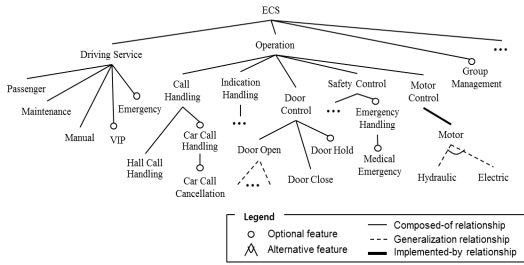 ECS
Driving Service
Operation
•••
Group
Management
Passenger
Maintenance
Manual
VIP
Emergency
Call
Handling
Indication
Handling
Door
Control
Safety Control
Motor
Control
Hall Call
Handling
Car Call
Handling
Car Call
Cancellation
•••
Door Open
•••
Door Close
Door Hold
•••
Emergency
Handling
Medical
Emergency
Motor
Hydraulic
Electric
Legend
Optional feature
Alternative feature
Composed-of relationship
Generalization relationship
Implemented-by relationship